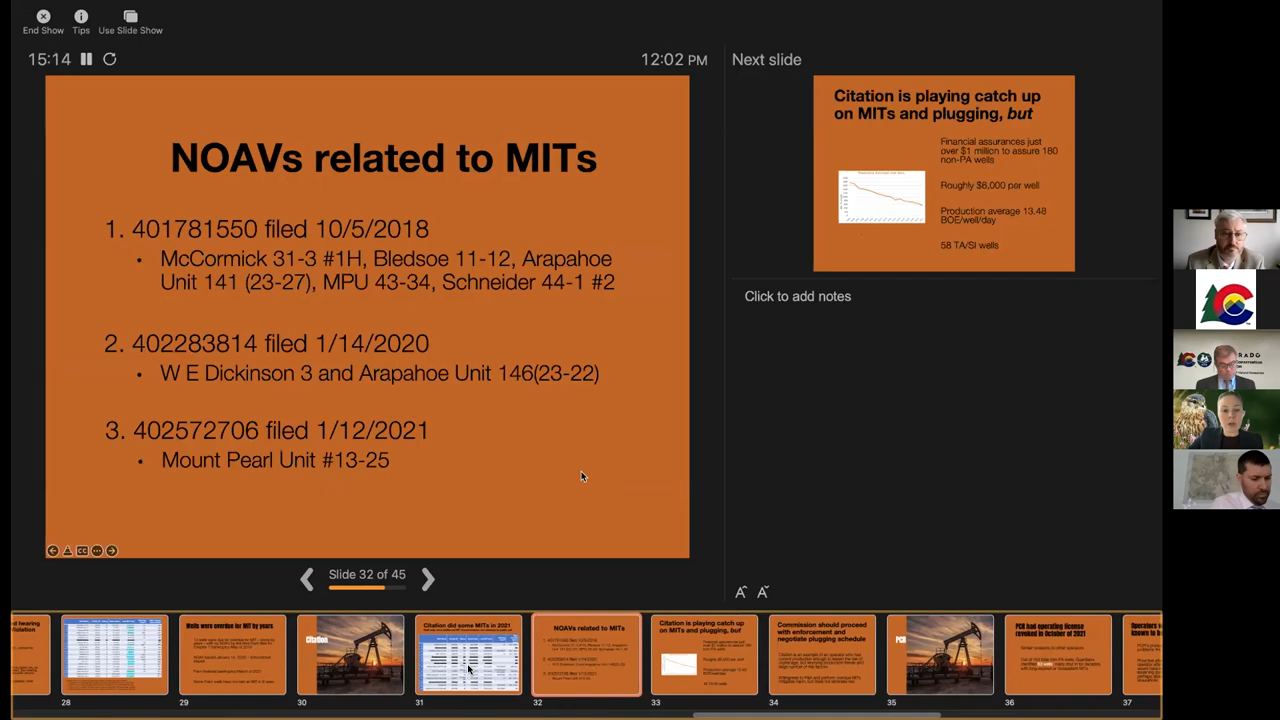 End Show
Tips
Use Slide Show
15:14
12:02 PM
NOAVs related to MITs
1. 401781550 filed 10/5/2018
• McCormick 31-3 #1H, Bledsoe 11-12, Arapahoe
Unit 141 (23-27), MPU 43-34, Schneider 44-1 #2
2. 402283814 filed 1/14/2020
• W E Dickinson 3 and Arapahoe Unit 146(23-22)
3. 402572706 filed 1/12/2021
• Mount Pearl Unit #13-25
Slide 32 of 45
Next slide
Citation is playing catch up
on MITs and plugging, but
Financial assurances just
over $1 million to assure 180
non-PA wells
Roughly $6,000 per well
Production average 13.48
BOE/well/day
58 TA/SI wells
Click to add notes
Wells were overdue for MIT by years
Citation
Citation did some MITs in 2021
NOAVs related to MITs
Citation is playing catch up
on MITs and plugging, but
Commission should proceed
with enforcement and
negotiate plugging schedule
PCR had operating license
revoked in October of 2021
28
29
30
31
32
33
34
35
36
37